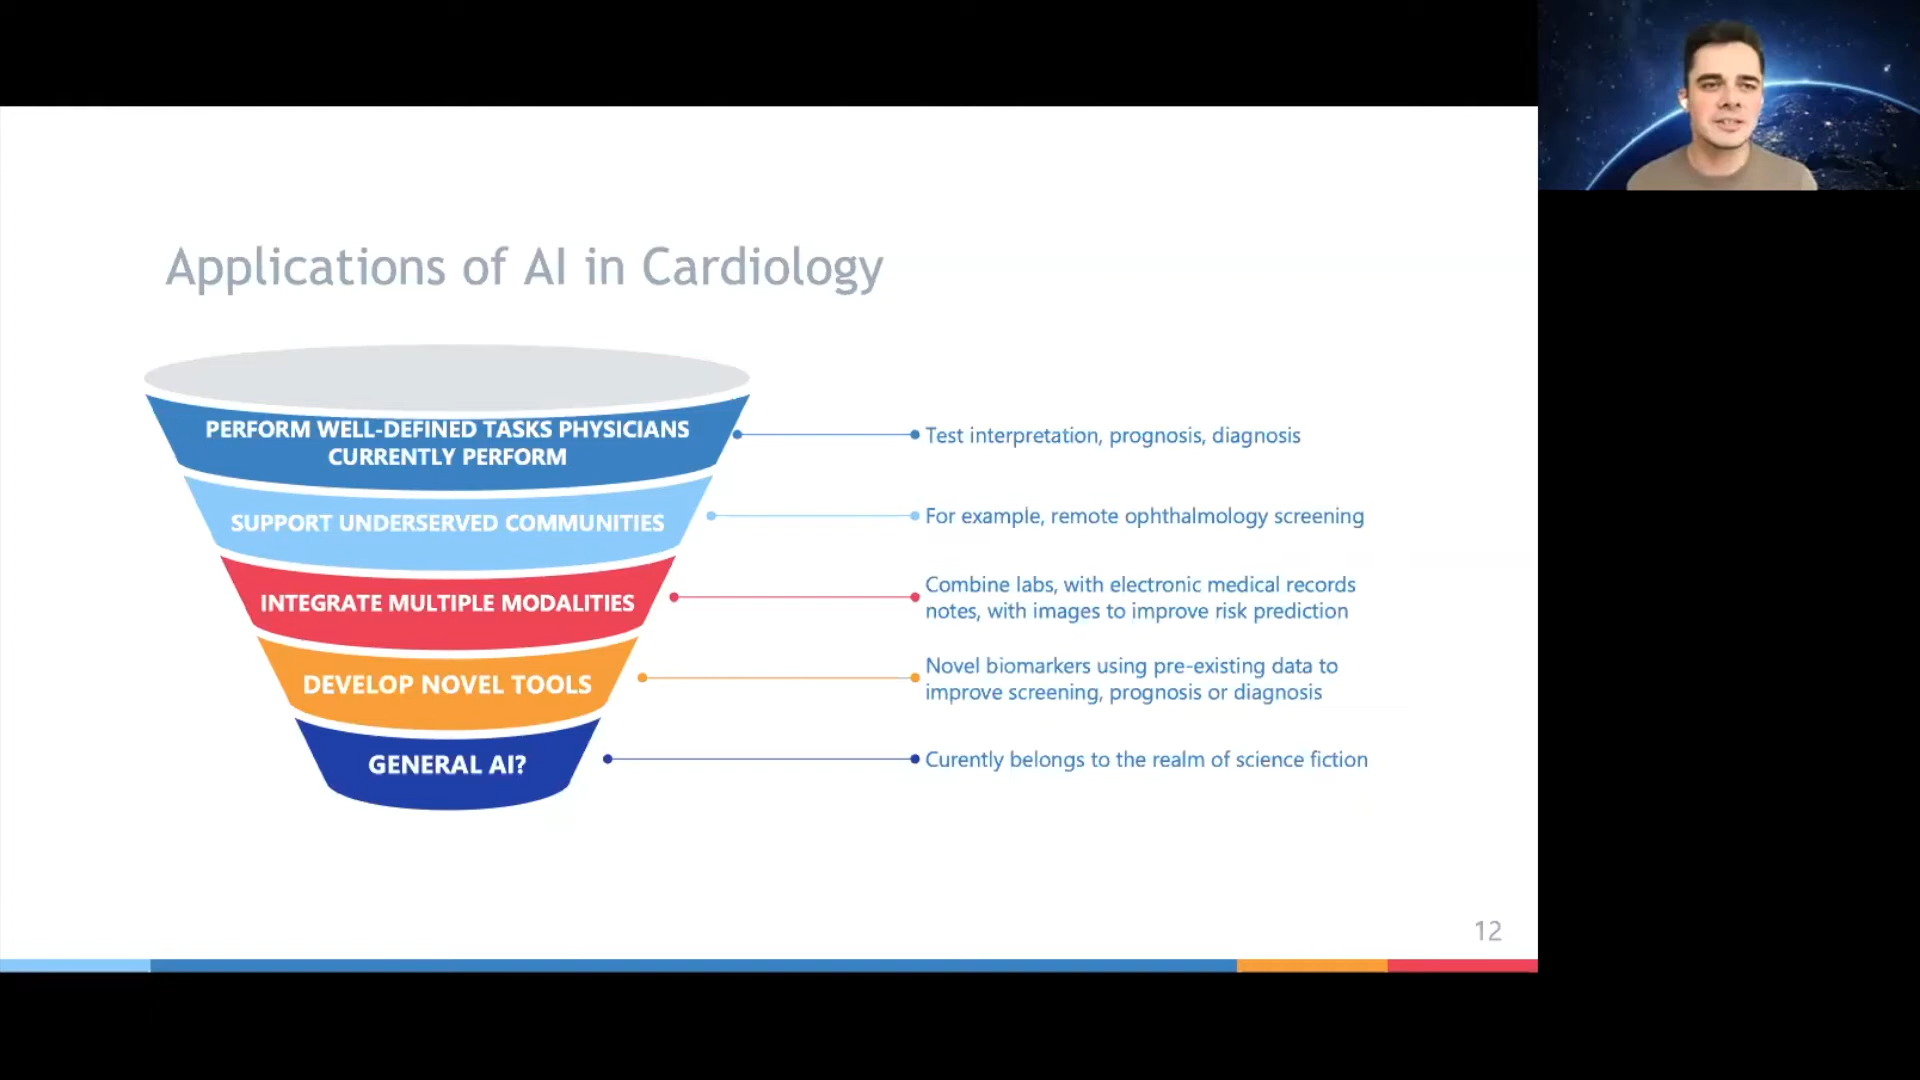 Applications of AI in Cardiology
PERFORM WELL-DEFINED TASKS PHYSICIANS
CURRENTLY PERFORM
Test interpretation, prognosis, diagnosis
SUPPORT UNDERSERVED COMMUNITIES
For example, remote ophthalmology screening
INTEGRATE MULTIPLE MODALITIES
Combine labs, with electronic medical records
notes, with images to improve risk prediction
DEVELOP NOVEL TOOLS
Novel biomarkers using pre-existing data to
improve screening, prognosis or diagnosis
GENERAL AI?
Curently belongs to the realm of science fiction
12